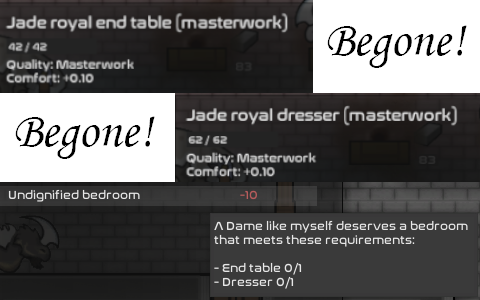 Jade royal end table (masterwork)
42 / 42
Quality: Masterwork
Comfort: +0.10
83
Begone!
Begone!
Jade royal dresser (masterwork)
62 / 62
Quality: Masterwork
Comfort: +0.10
83
Undignified bedroom -10
A Dame like myself deserves a bedroom
that meets these requirements:
- End table 0/1
- Dresser 0/1